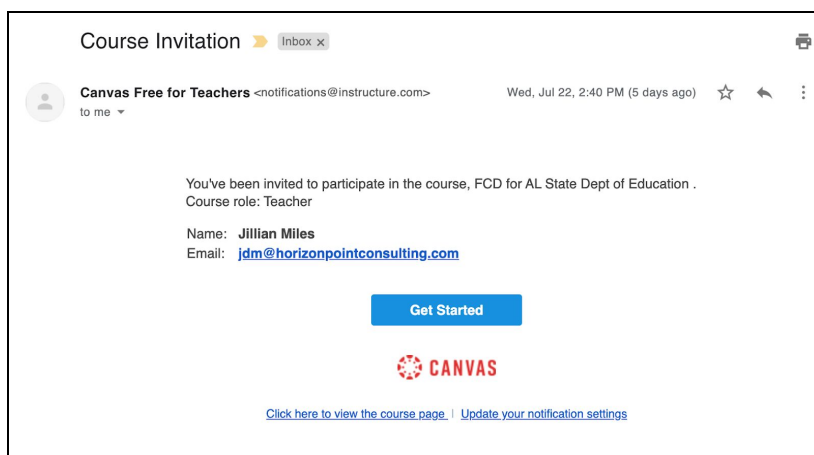 Course Invitation Inbox x
Canvas Free for Teachers <notifications@instructure.com> Wed, Jul 22, 2:40 PM (5 days ago)
to me
You've been invited to participate in the course, FCD for AL State Dept of Education .
Course role: Teacher
Name: Jillian Miles
Email: jdm@horizonpointconsulting.com
Get Started
CANVAS
Click here to view the course page | Update your notification settings